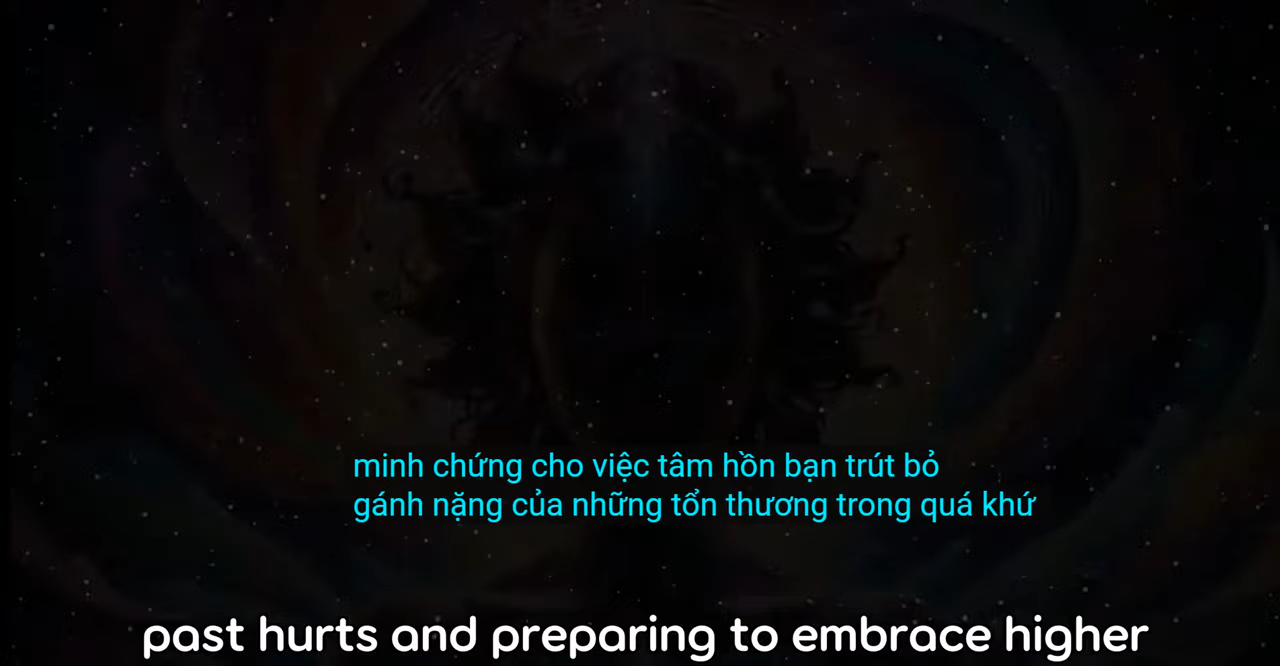 minh chứng cho việc tâm hồn bạn trút bỏ
gánh nặng của những tổn thương trong quá khứ
past hurts and preparing to embrace higher